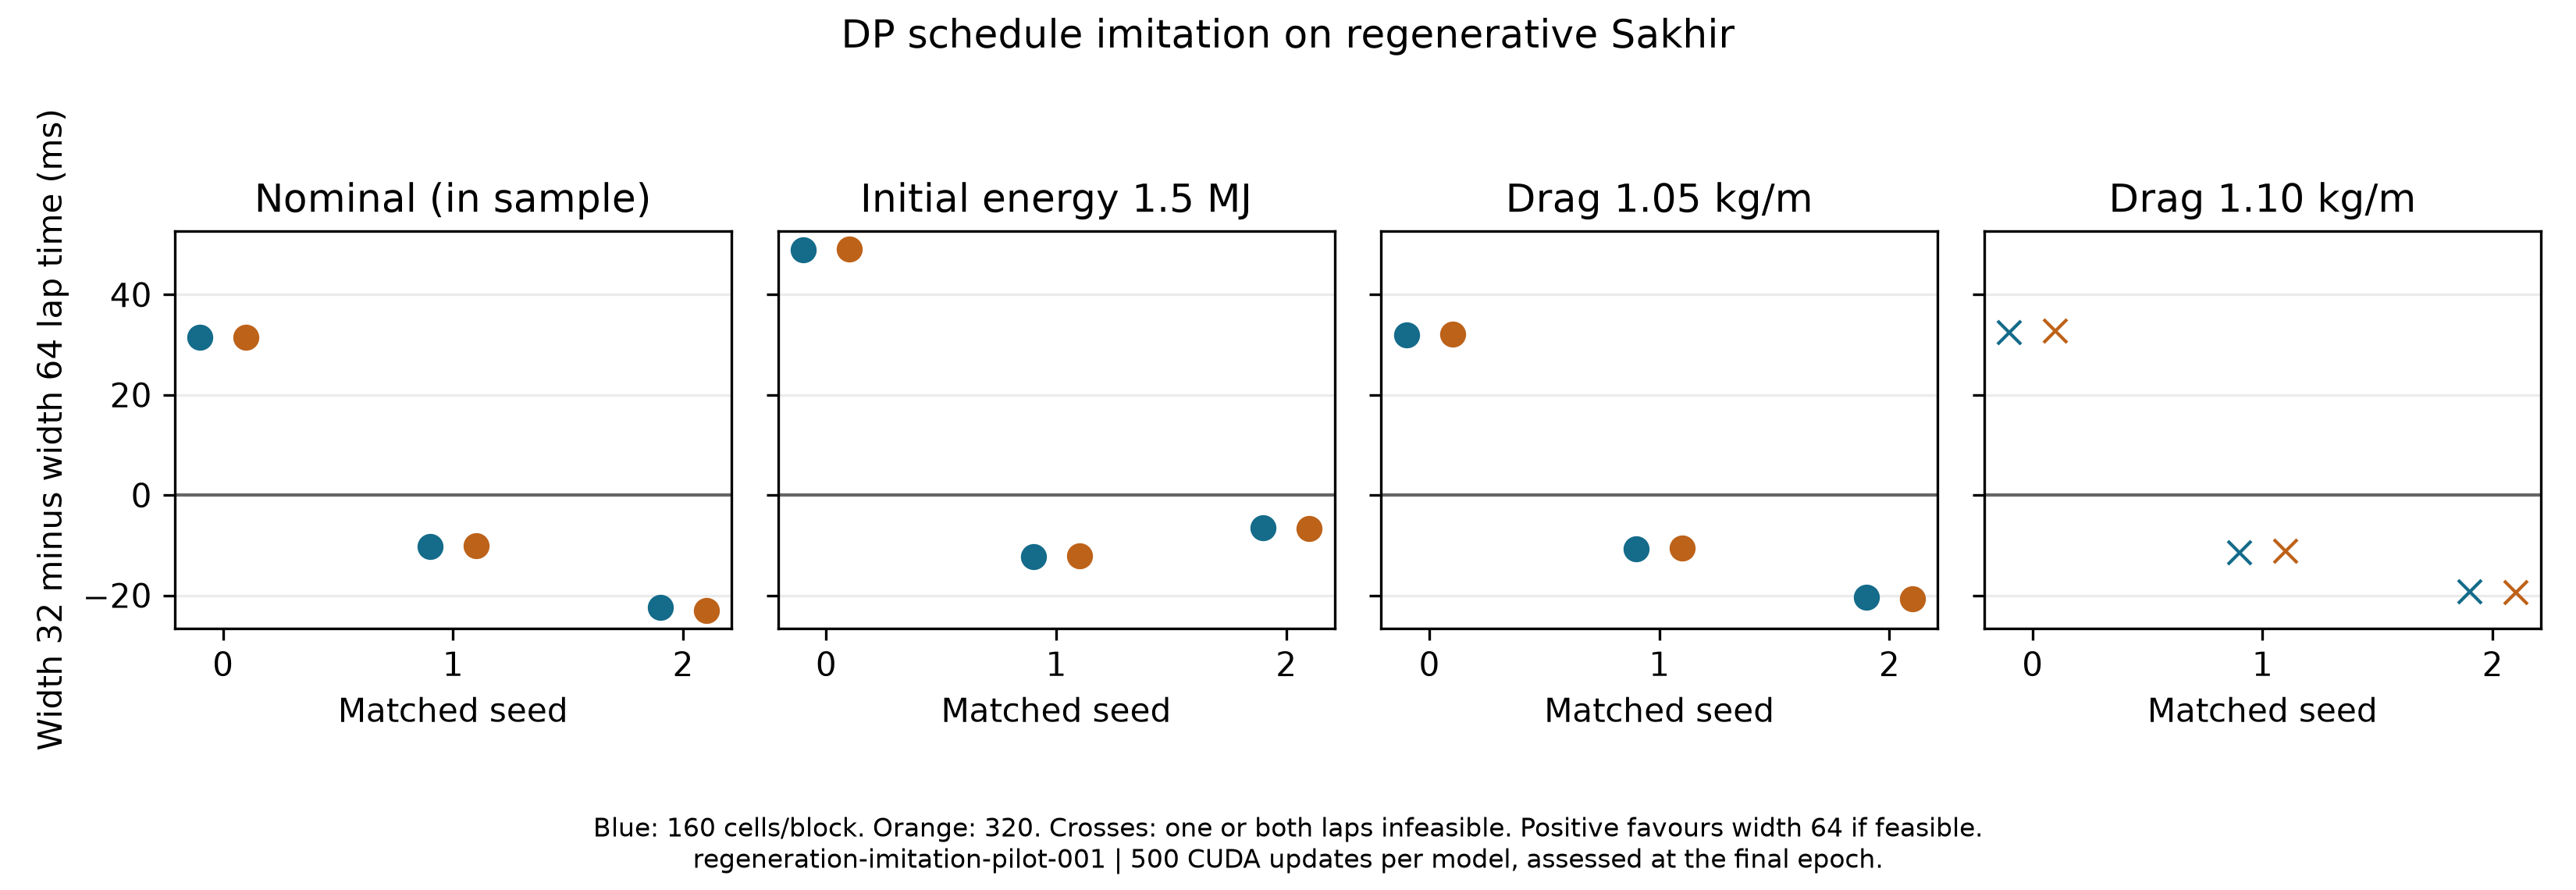 DP schedule imitation on regenerative Sakhir
Width 32 minus width 64 lap time (ms)
Nominal (in sample)
Initial energy 1.5 MJ
Drag 1.05 kg/m
Drag 1.10 kg/m
40
20
0
−20
0 1 2
0 1 2
0 1 2
0 1 2
Matched seed
Matched seed
Matched seed
Matched seed
Blue: 160 cells/block. Orange: 320. Crosses: one or both laps infeasible. Positive favours width 64 if feasible.
regeneration-imitation-pilot-001 | 500 CUDA updates per model, assessed at the final epoch.